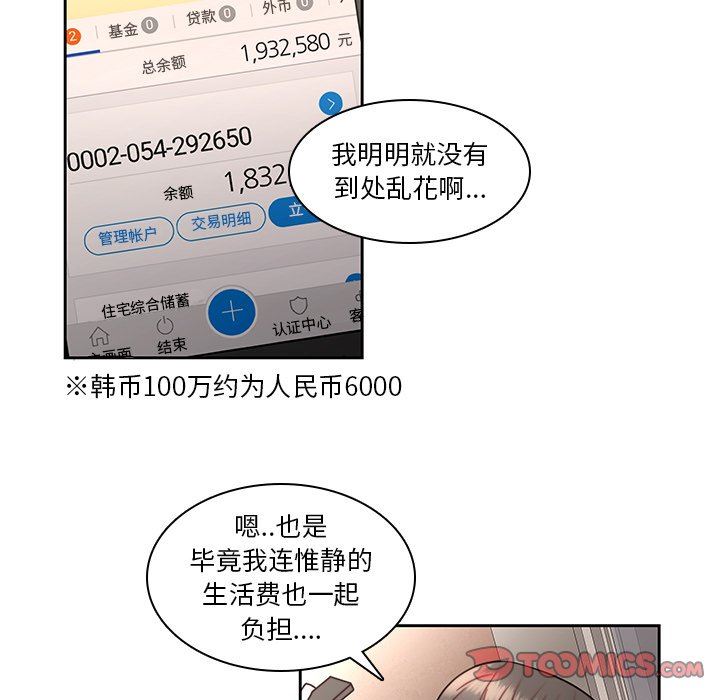 2 基金 0 贷款 0 外币
总余额 1,932,580 元
0002-054-292650
余额 1,832
管理帐户 交易明细 立
住宅综合储蓄
结束 认证中心 客
我明明就没有
到处乱花啊...
※韩币100万约为人民币6000
嗯..也是
毕竟我连惟静的
生活费也一起
负担....
TOOMICS.COM